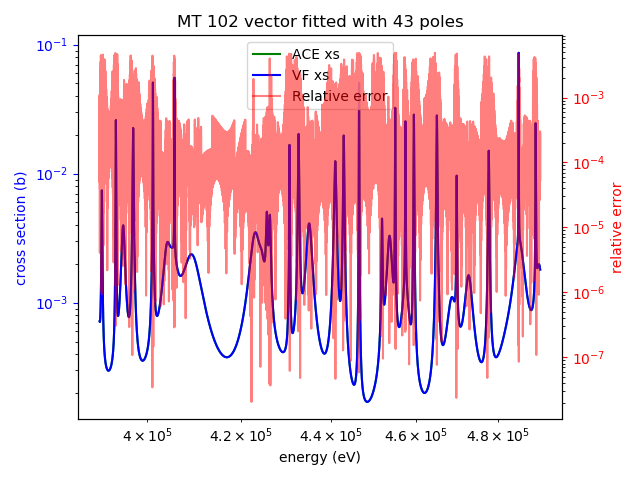 MT 102 vector fitted with 43 poles
ACE xs
VF xs
Relative error
10⁻¹
10⁻²
10⁻³
cross section (b)
10⁻³
10⁻⁴
10⁻⁵
10⁻⁶
10⁻⁷
relative error
4 × 10⁵ 4.2 × 10⁵ 4.4 × 10⁵ 4.6 × 10⁵ 4.8 × 10⁵
energy (eV)